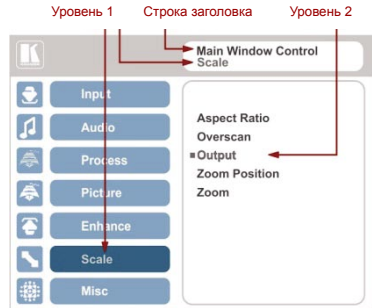 Уровень 1
Строка заголовка
Уровень 2
Main Window Control
Scale
Input
Audio
Process
Picture
Enhance
Scale
Misc
Aspect Ratio
Overscan
Output
Zoom Position
Zoom